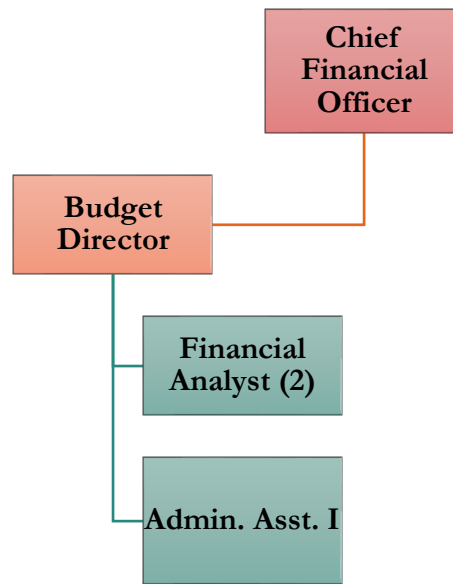 Chief
Financial
Officer
Budget
Director
Financial
Analyst (2)
Admin. Asst. I